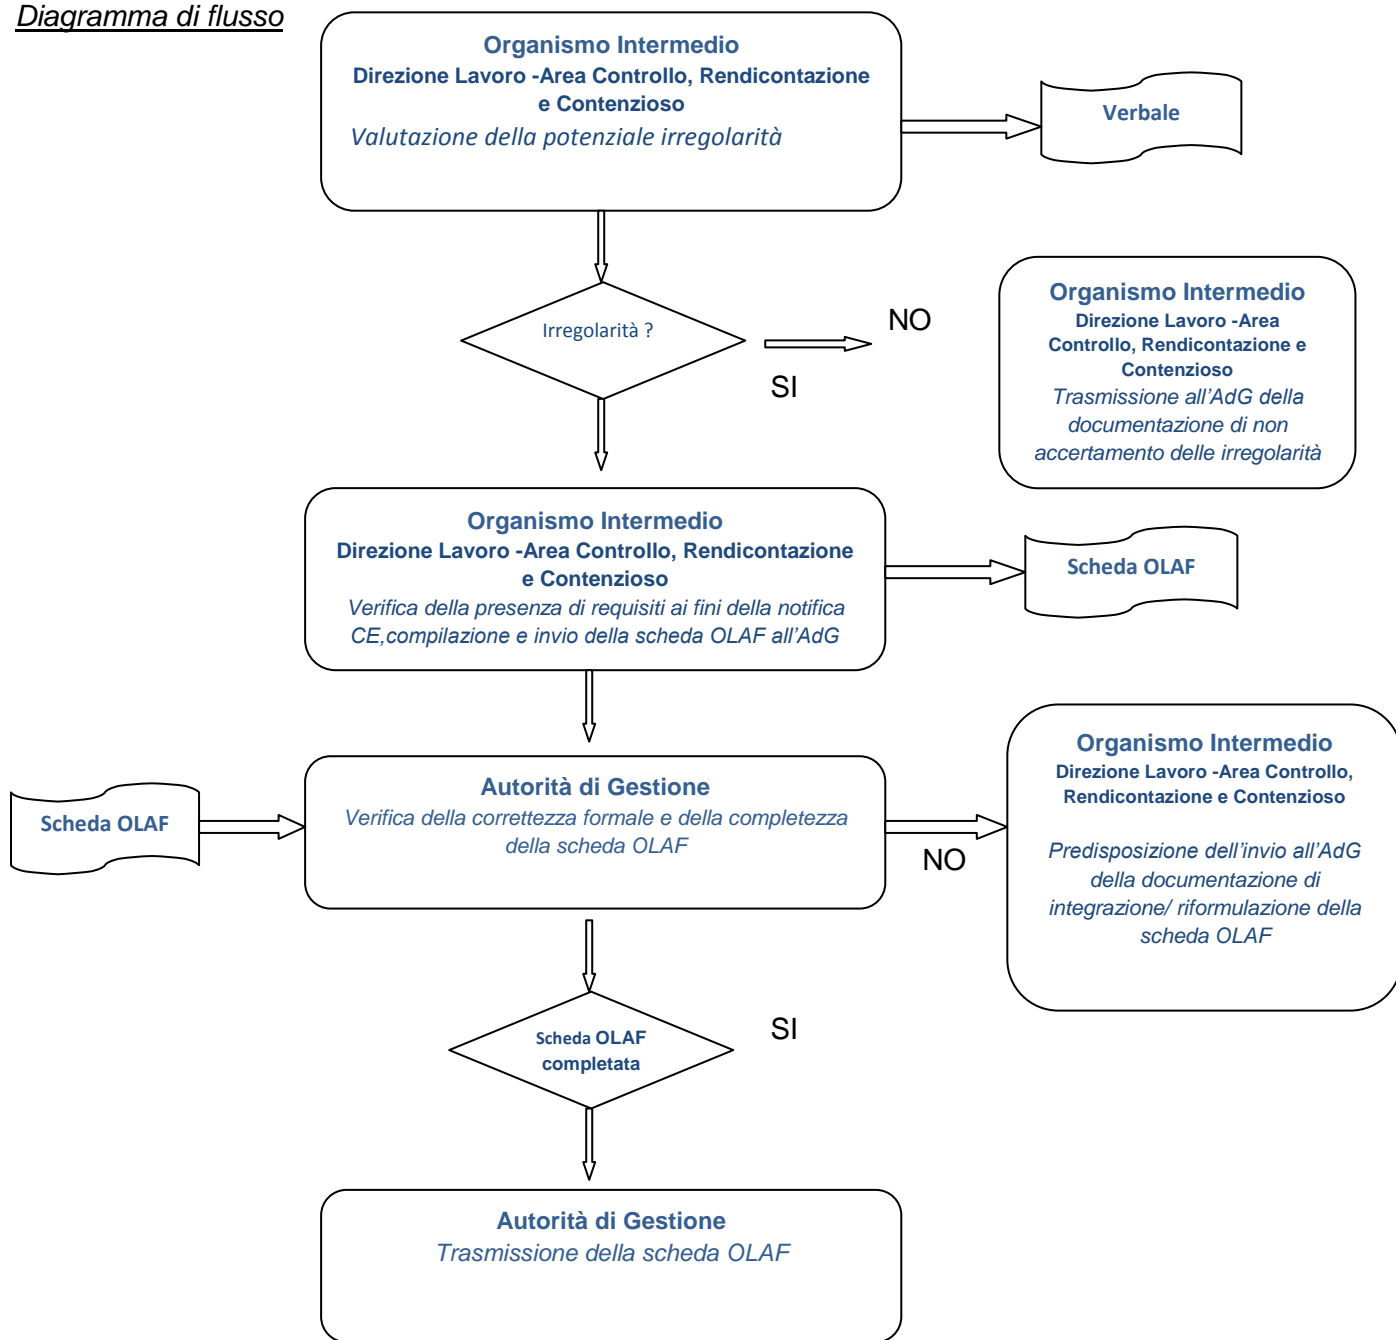 Diagramma di flusso
Organismo Intermedio
Direzione Lavoro -Area Controllo, Rendicontazione
e Contenzioso
Valutazione della potenziale irregolarità
Verbale
Irregolarità ?
NO
SI
Organismo Intermedio
Direzione Lavoro -Area
Controllo, Rendicontazione e
Contenzioso
Trasmissione all'AdG della
documentazione di non
accertamento delle irregolarità
Organismo Intermedio
Direzione Lavoro -Area Controllo, Rendicontazione
e Contenzioso
Verifica della presenza di requisiti ai fini della notifica
CE,compilazione e invio della scheda OLAF all'AdG
Scheda OLAF
Scheda OLAF
Autorità di Gestione
Verifica della correttezza formale e della completezza
della scheda OLAF
NO
Organismo Intermedio
Direzione Lavoro -Area Controllo,
Rendicontazione e Contenzioso
Predisposizione dell'invio all'AdG
della documentazione di
integrazione/ riformulazione della
scheda OLAF
Scheda OLAF
completata
SI
Autorità di Gestione
Trasmissione della scheda OLAF